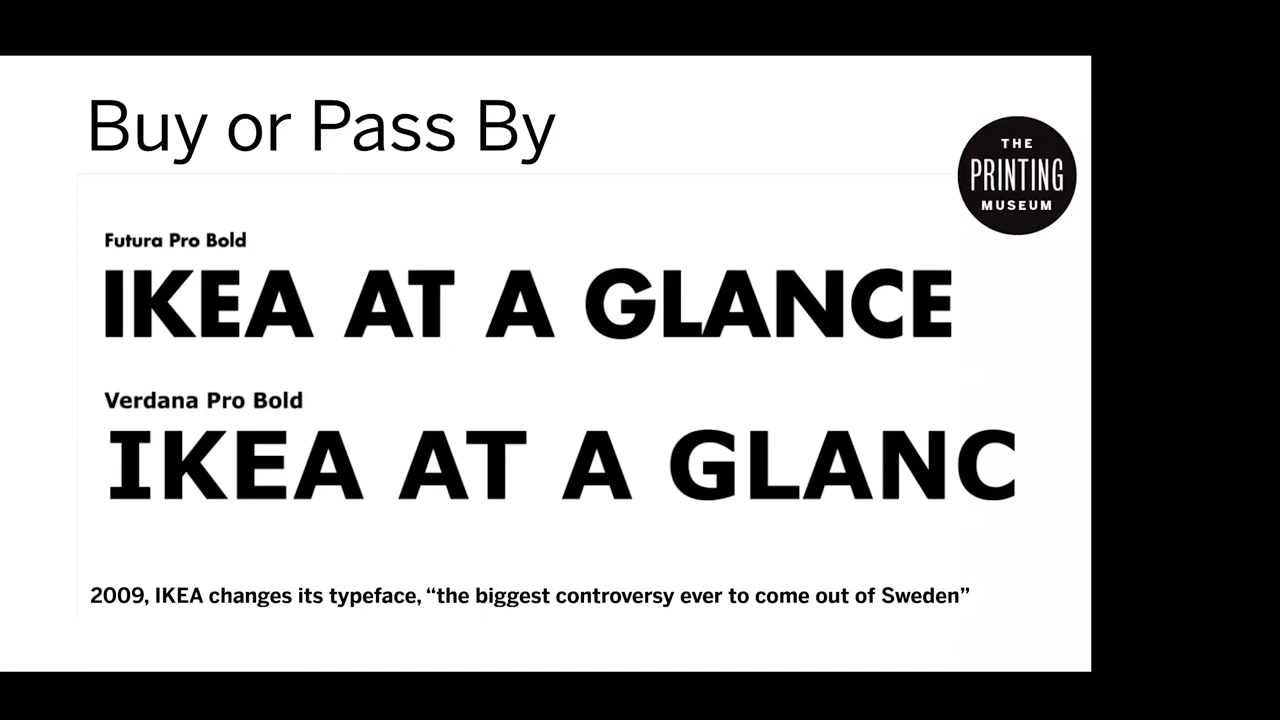 Buy or Pass By
THE
PRINTING
MUSEUM
Futura Pro Bold
IKEA AT A GLANCE
Verdana Pro Bold
IKEA AT A GLANC
2009, IKEA changes its typeface, “the biggest controversy ever to come out of Sweden”